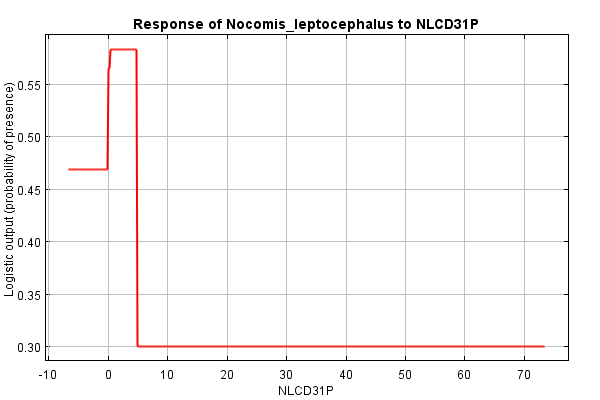 Response of Nocomis_leptocephalus to NLCD31P
Logistic output (probability of presence)
0.55
0.50
0.45
0.40
0.35
0.30
-10 0 10 20 30 40 50 60 70
NLCD31P